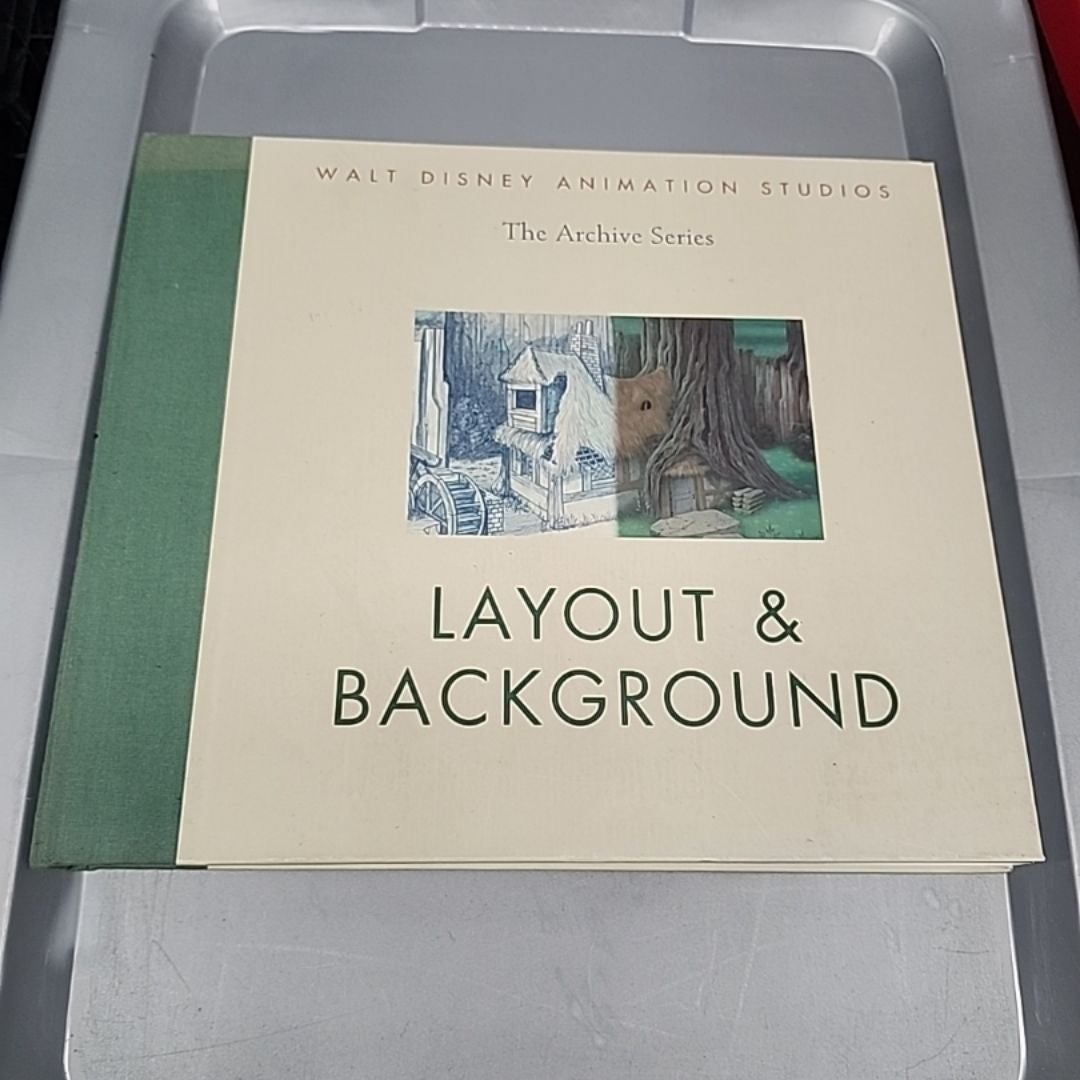 WALT DISNEY ANIMATION STUDIOS
The Archive Series
LAYOUT &
BACKGROUND